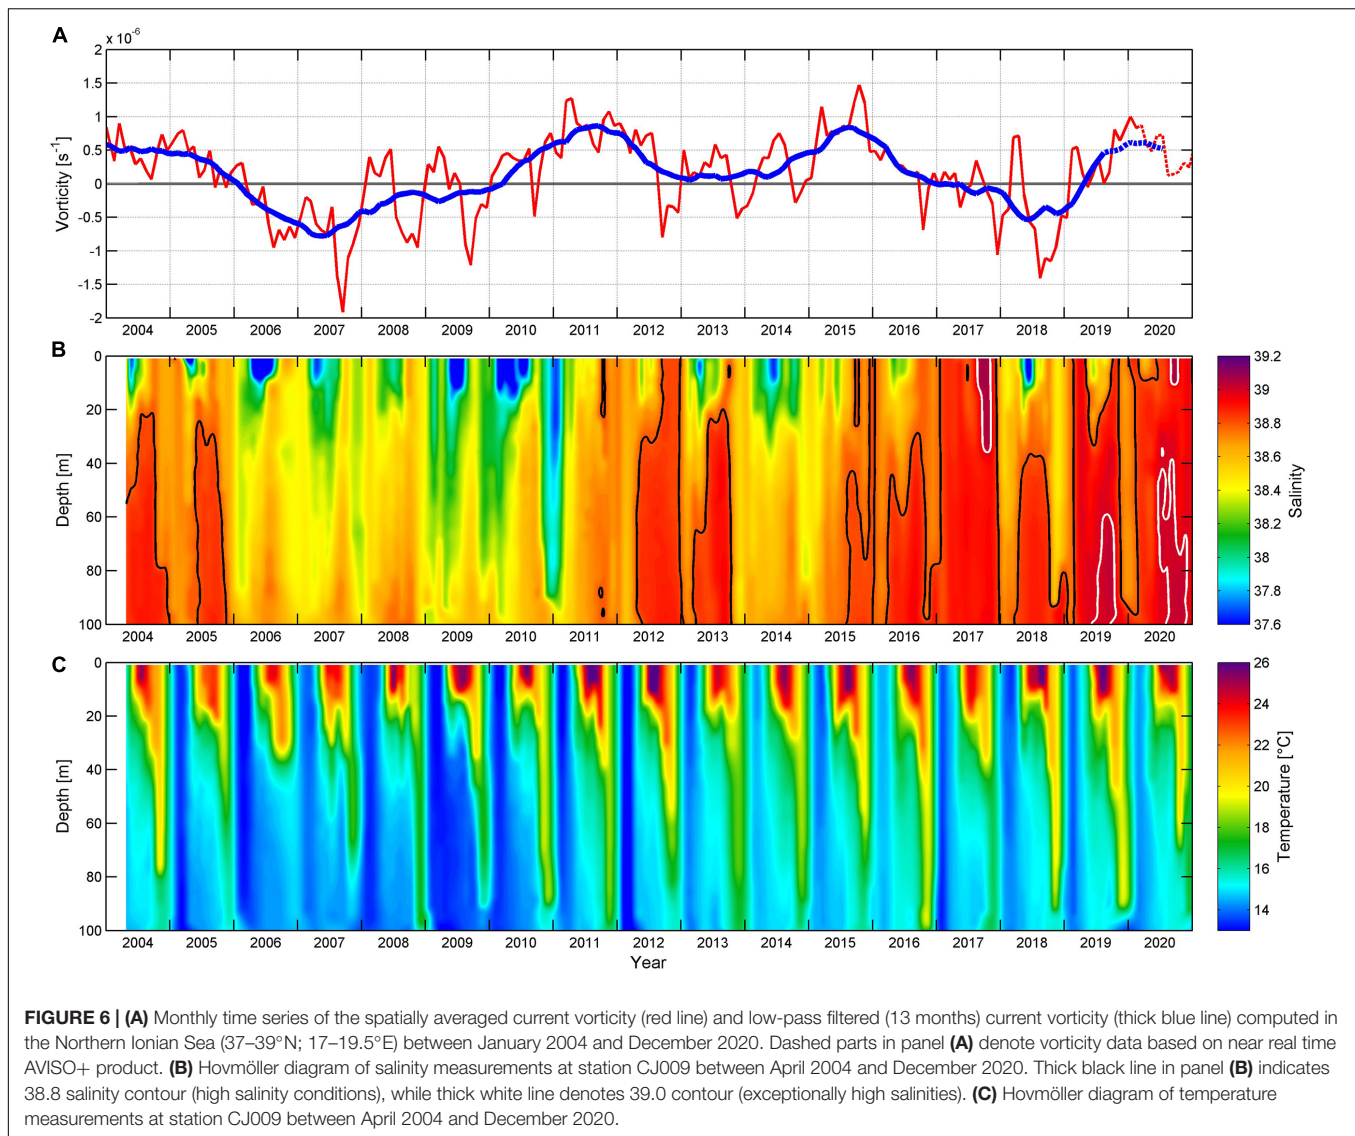 A
x 10⁻⁶
2
1.5
1
0.5
0
-0.5
-1
-1.5
-2
Vorticity [s⁻¹]
2004 2005 2006 2007 2008 2009 2010 2011 2012 2013 2014 2015 2016 2017 2018 2019 2020
B
0
20
40
60
80
100
Depth [m]
2004 2005 2006 2007 2008 2009 2010 2011 2012 2013 2014 2015 2016 2017 2018 2019 2020
39.2
39
38.8
38.6
38.4
38.2
38
37.8
37.6
Salinity
C
0
20
40
60
80
100
Depth [m]
2004 2005 2006 2007 2008 2009 2010 2011 2012 2013 2014 2015 2016 2017 2018 2019 2020
Year
26
24
22
20
18
16
14
Temperature [°C]
FIGURE 6 | (A) Monthly time series of the spatially averaged current vorticity (red line) and low-pass filtered (13 months) current vorticity (thick blue line) computed in
the Northern Ionian Sea (37–39°N; 17–19.5°E) between January 2004 and December 2020. Dashed parts in panel (A) denote vorticity data based on near real time
AVISO+ product. (B) Hovmöller diagram of salinity measurements at station CJ009 between April 2004 and December 2020. Thick black line in panel (B) indicates
38.8 salinity contour (high salinity conditions), while thick white line denotes 39.0 contour (exceptionally high salinities). (C) Hovmöller diagram of temperature
measurements at station CJ009 between April 2004 and December 2020.